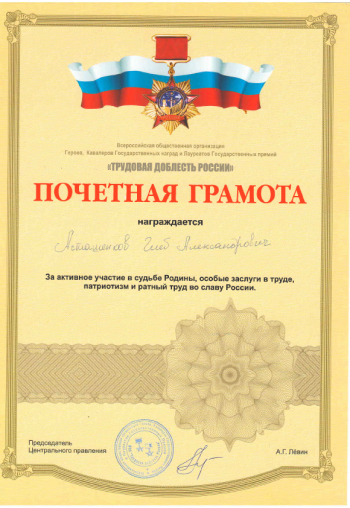 Всероссийская общественная организация
Героев, Кавалеров Государственных наград и Лауреатов Государственных премий
«ТРУДОВАЯ ДОБЛЕСТЬ РОССИИ»
ПОЧЕТНАЯ ГРАМОТА
награждается
Глеб Александрович
За активное участие в судьбе Родины, особые заслуги в труде,
патриотизм и ратный труд во славу России.
Председатель
Центрального правления
А.Г. Лёвин